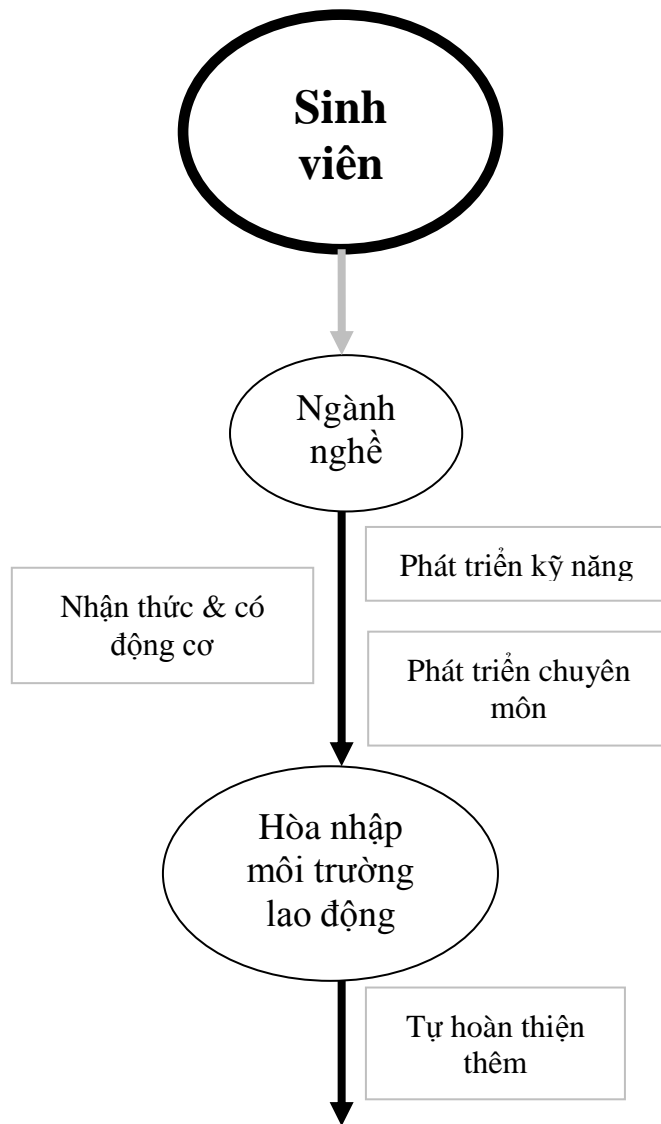 Sinh
viên
Ngành
nghề
Phát triển kỹ năng
Nhận thức & có
động cơ
Phát triển chuyên
môn
Hòa nhập
môi trường
lao động
Tự hoàn thiện
thêm